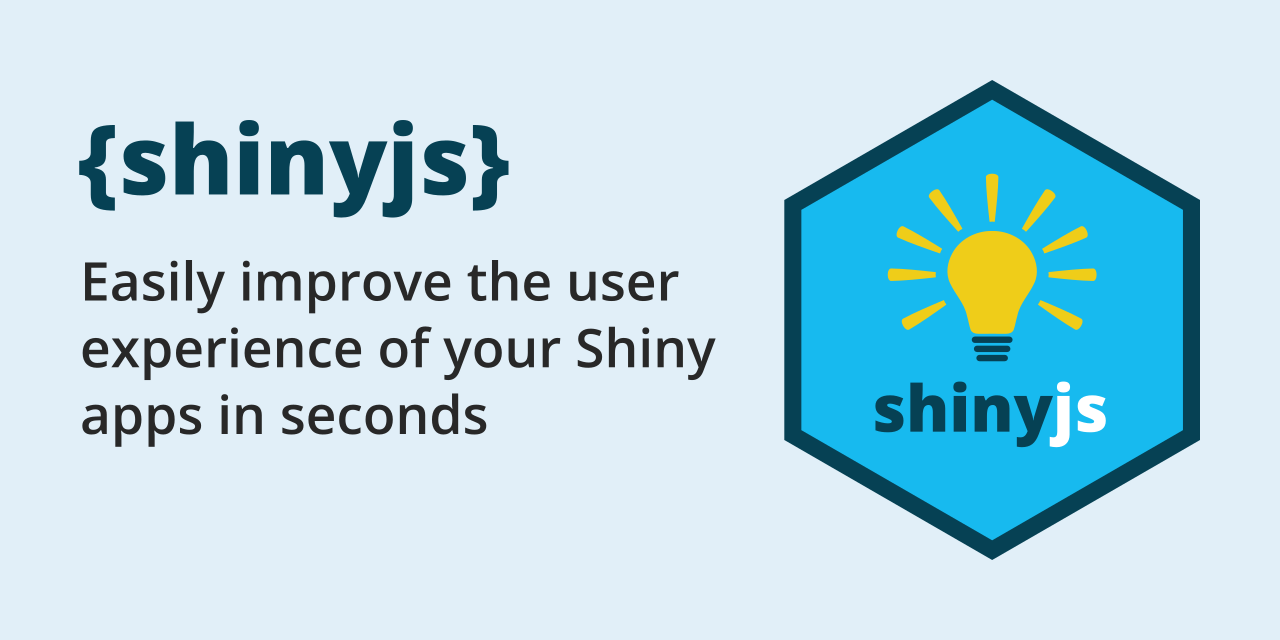 {shinyjs}
Easily improve the user
experience of your Shiny
apps in seconds
shinyjs